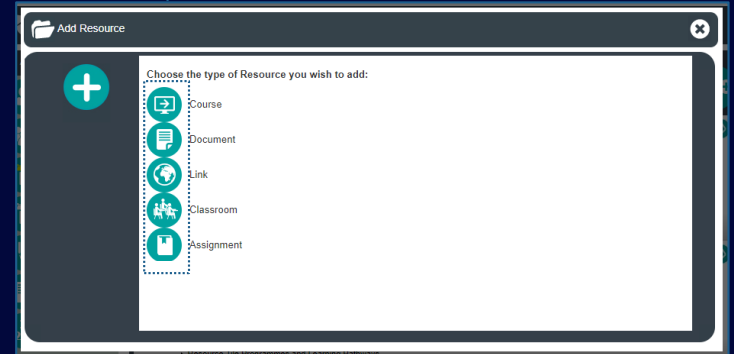 Add Resource
Choose the type of Resource you wish to add:
Course
Document
Link
Classroom
Assignment